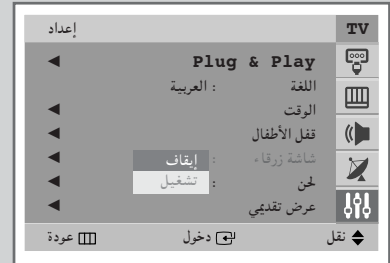 TV إعداد
Plug & Play
اللغة : العربية
الوقت
قفل الأطفال
شاشة زرقاء : إيقاف
لحن : تشغيل
عرض تقديمي
نقل دخول عودة